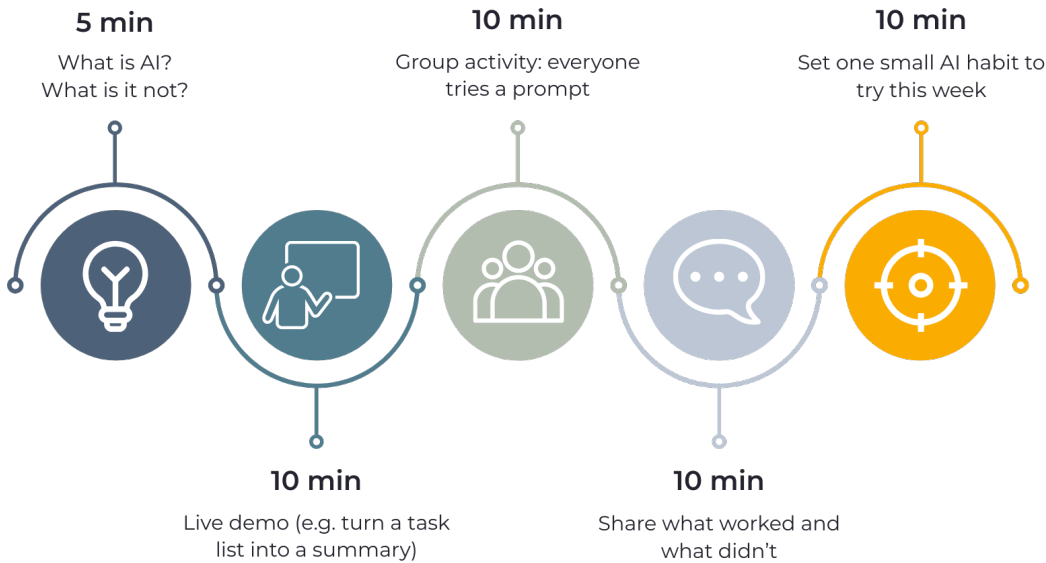 5 min
What is AI?
What is it not?
10 min
Live demo (e.g. turn a task
list into a summary)
10 min
Group activity: everyone
tries a prompt
10 min
Share what worked and
what didn’t
10 min
Set one small AI habit to
try this week